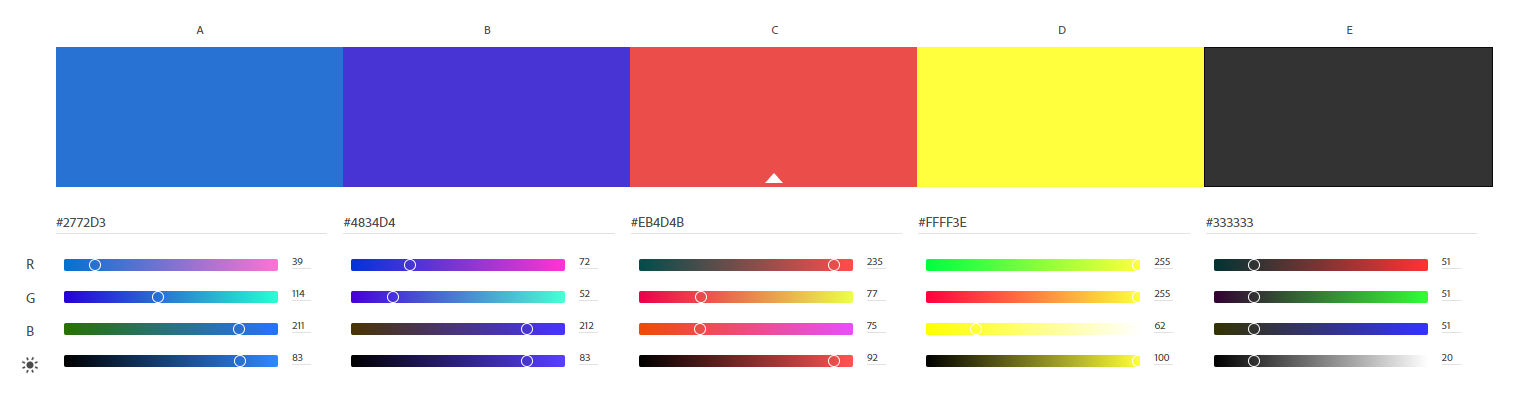 A B C D E
#2772D3 #4834D4 #EB4D4B #FFFF3E #333333
R 39 72 235 255 51
G 114 52 77 255 51
B 211 212 75 62 51
83 83 92 100 20